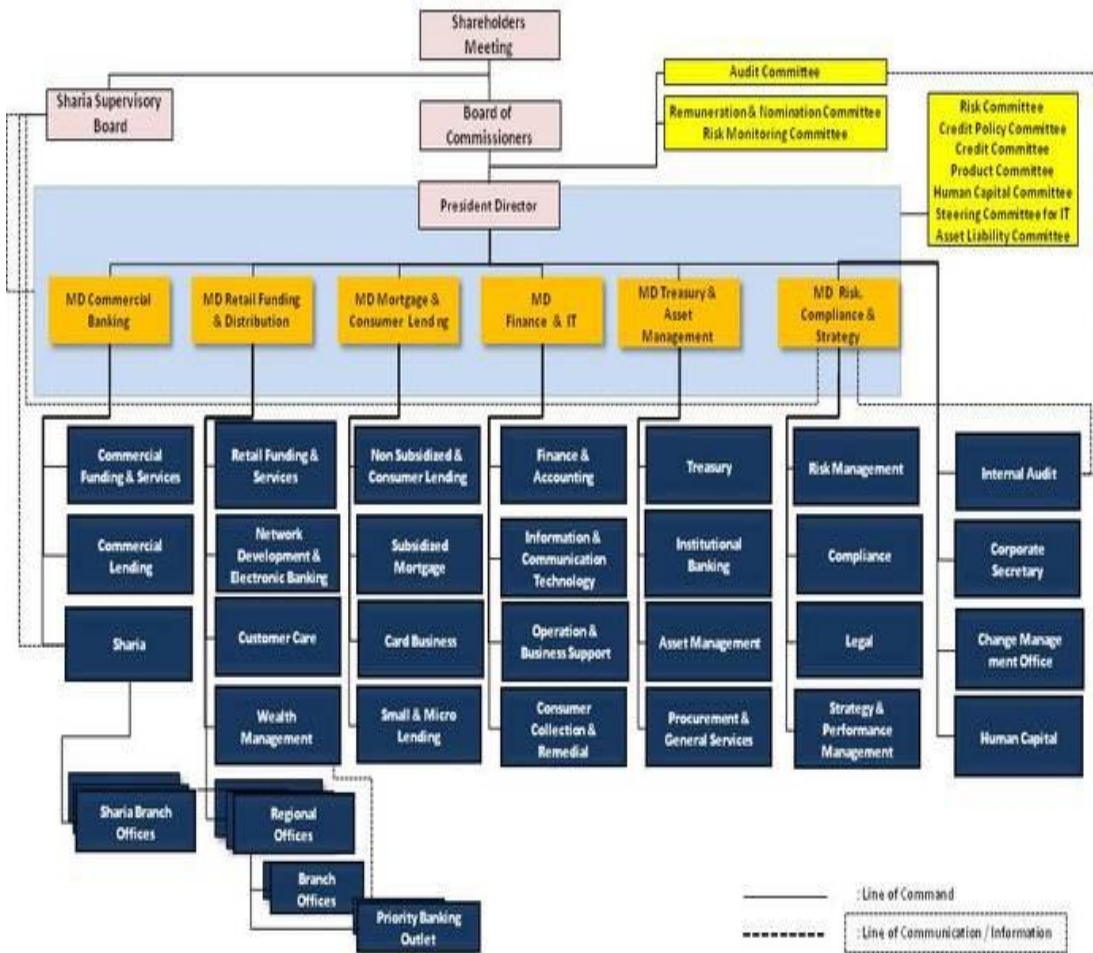 Shareholders
Meeting
Audit Committee
Sharia Supervisory
Board
Board of
Commissioners
Remuneration & Nomination Committee
Risk Monitoring Committee
Risk Committee
Credit Policy Committee
Credit Committee
Product Committee
Human Capital Committee
Steering Committee for IT
Asset Liability Committee
President Director
MD Commercial
Banking
MD Retail Funding
& Distribution
MD Mortgage &
Consumer Lending
MD
Finance & IT
MD Treasury &
Asset
Management
MD Risk,
Compliance &
Strategy
Commercial
Funding & Services
Retail Funding &
Services
Non Subsidized &
Consumer Lending
Finance &
Accounting
Treasury
Risk Management
Internal Audit
Commercial
Lending
Network
Development &
Electronic Banking
Subsidized
Mortgage
Information &
Communication
Technology
Institutional
Banking
Compliance
Corporate
Secretary
Sharia
Customer Care
Card Business
Operation &
Business Support
Asset Management
Legal
Change Manage
ment Office
Wealth
Management
Small & Micro
Lending
Consumer
Collection &
Remedial
Procurement &
General Services
Strategy &
Performance
Management
Human Capital
Sharia Branch
Offices
Regional
Offices
Branch
Offices
Priority Banking
Outlet
: Line of Command
: Line of Communication / Information